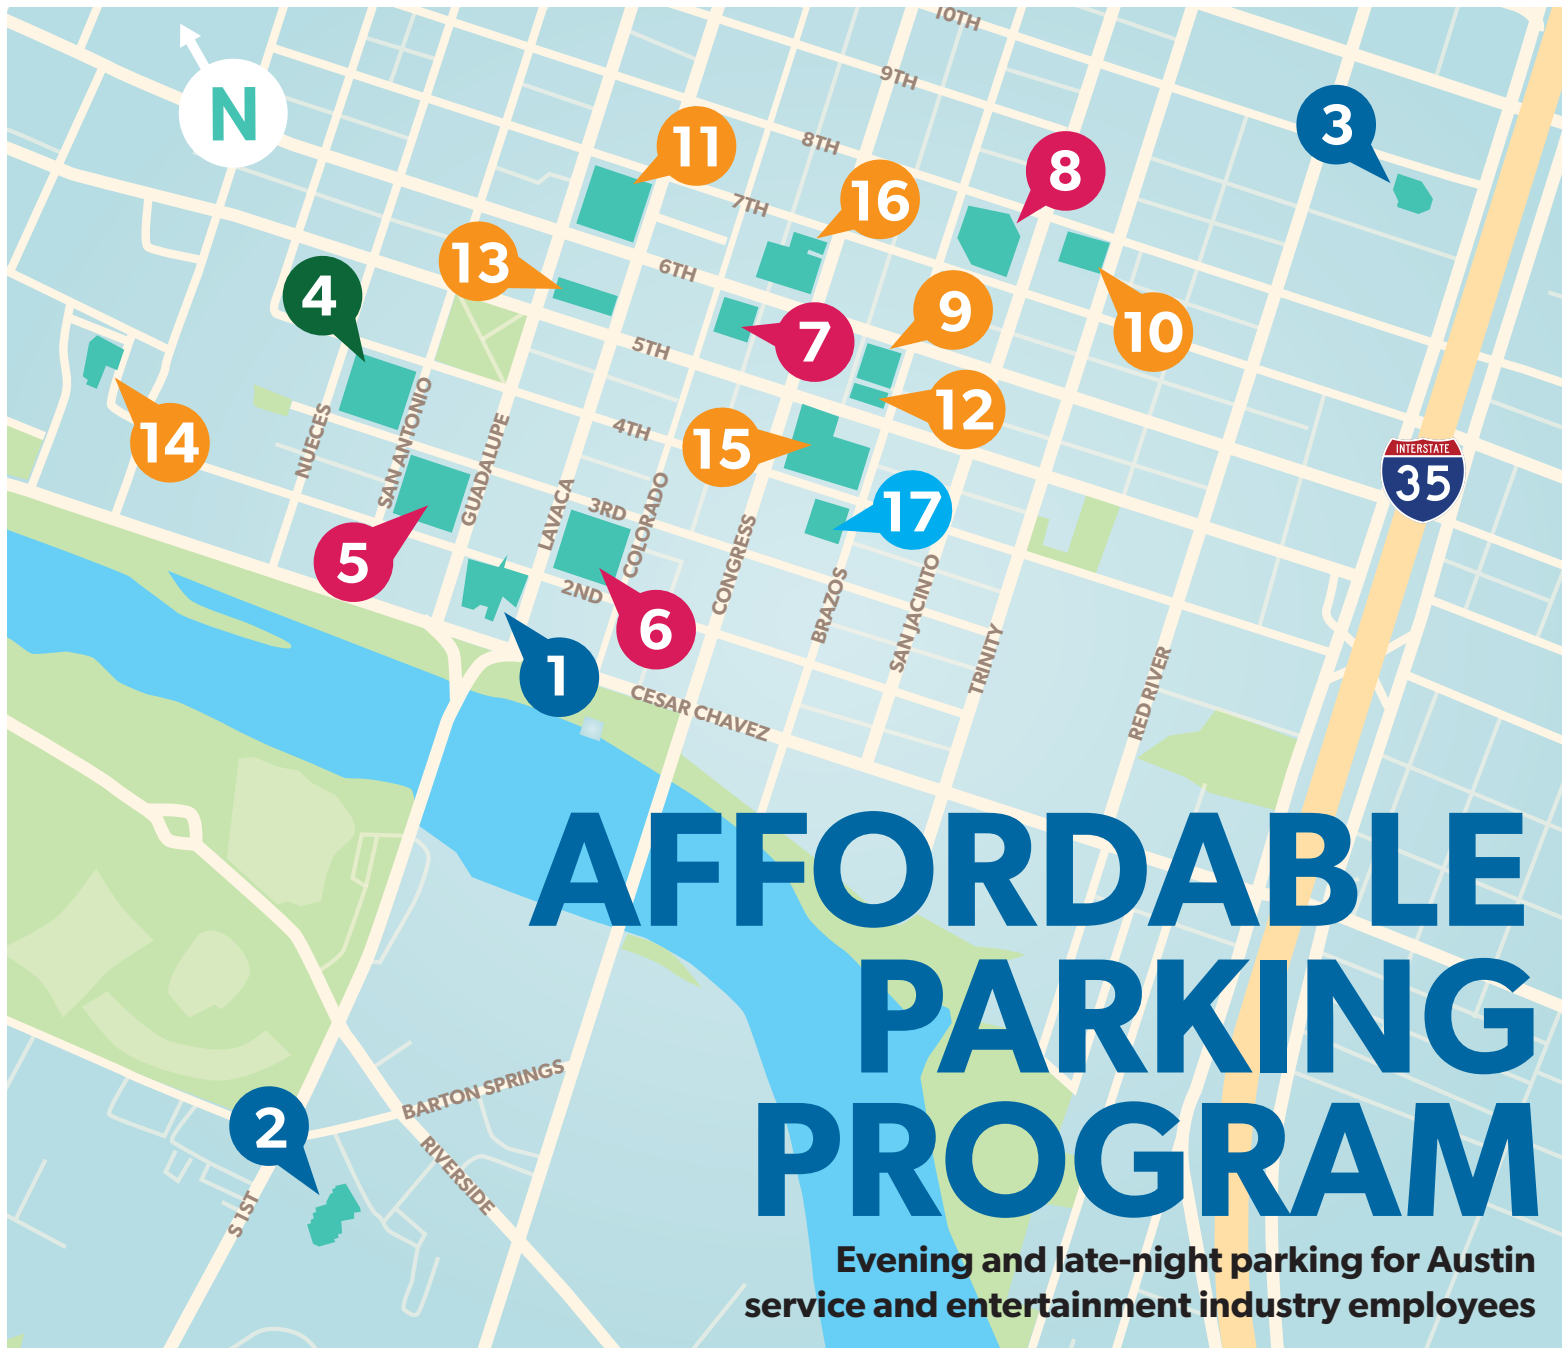 10TH
9TH
N
3
11
8TH
8
16
7TH
13
6TH
4
9
10
7
5TH
12
14
NUECES
SAN ANTONIO
GUADALUPE
4TH
15
INTERSTATE
35
LAVACA
3RD
COLORADO
17
5
CONGRESS
2ND
BRAZOS
SAN JACINTO
6
TRINITY
1
CESAR CHAVEZ
RED RIVER
AFFORDABLE
PARKING
PROGRAM
BARTON SPRINGS
2
RIVERSIDE
S 1ST
Evening and late-night parking for Austin
service and entertainment industry employees